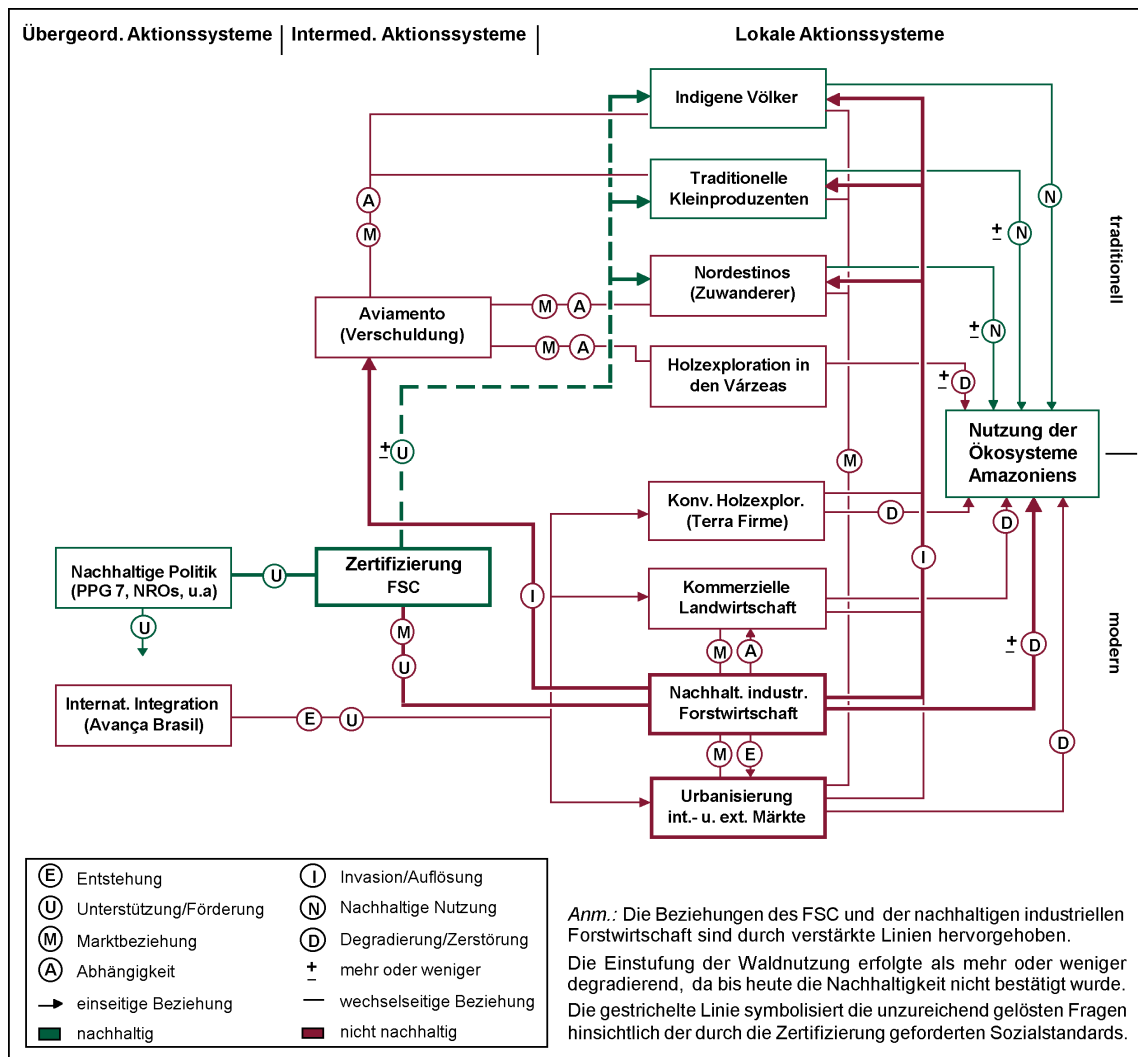 Übergeord. Aktionssysteme
Intermed. Aktionssysteme
Lokale Aktionssysteme
Indigene Völker
Traditionelle
Kleinproduzenten
N
traditionell
A
M
± N
Nordestinos
(Zuwanderer)
Aviamento
(Verschuldung)
M A
± N
M A
Holzexploration in
den Várzeas
± D
Nutzung der
Ökosysteme
Amazoniens
± U
M
Konv. Holzexplor.
(Terra Firme)
D
D
Nachhaltige Politik
(PPG 7, NROs, u.a)
U
Zertifizierung
FSC
I
Kommerzielle
Landwirtschaft
I
U
M
U
M
A
± D
modern
Internat. Integration
(Avança Brasil)
E U
Nachhalt. industr.
Forstwirtschaft
M
E
D
Urbanisierung
int.- u. ext. Märkte
E Entstehung
U Unterstützung/Förderung
M Marktbeziehung
A Abhängigkeit
einseitige Beziehung
nachhaltig
I Invasion/Auflösung
N Nachhaltige Nutzung
D Degradierung/Zerstörung
± mehr oder weniger
wechselseitige Beziehung
nicht nachhaltig
Anm.: Die Beziehungen des FSC und der nachhaltigen industriellen
Forstwirtschaft sind durch verstärkte Linien hervorgehoben.
Die Einstufung der Waldnutzung erfolgte als mehr oder weniger
degradierend, da bis heute die Nachhaltigkeit nicht bestätigt wurde.
Die gestrichelte Linie symbolisiert die unzureichend gelösten Fragen
hinsichtlich der durch die Zertifizierung geforderten Sozialstandards.